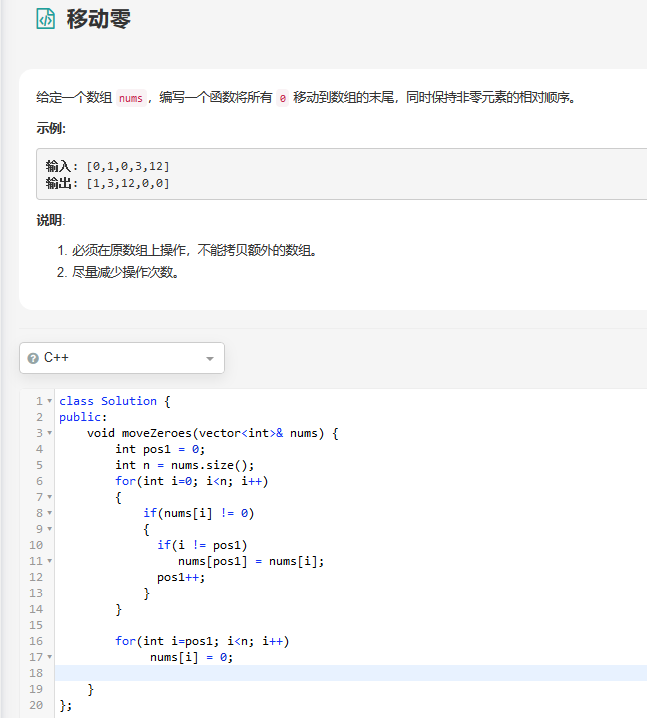 移动零
给定一个数组 nums ，编写一个函数将所有 0 移动到数组的末尾，同时保持非零元素的相对顺序。
示例:
输入: [0,1,0,3,12]
输出: [1,3,12,0,0]
说明:
1. 必须在原数组上操作，不能拷贝额外的数组。
2. 尽量减少操作次数。
C++
1 class Solution {
2 public:
3     void moveZeroes(vector<int>& nums) {
4         int pos1 = 0;
5         int n = nums.size();
6         for(int i=0; i<n; i++)
7         {
8             if(nums[i] != 0)
9             {
10               if(i != pos1)
11                  nums[pos1] = nums[i];
12               pos1++;
13             }
14         }
15
16         for(int i=pos1; i<n; i++)
17              nums[i] = 0;
18
19     }
20 };